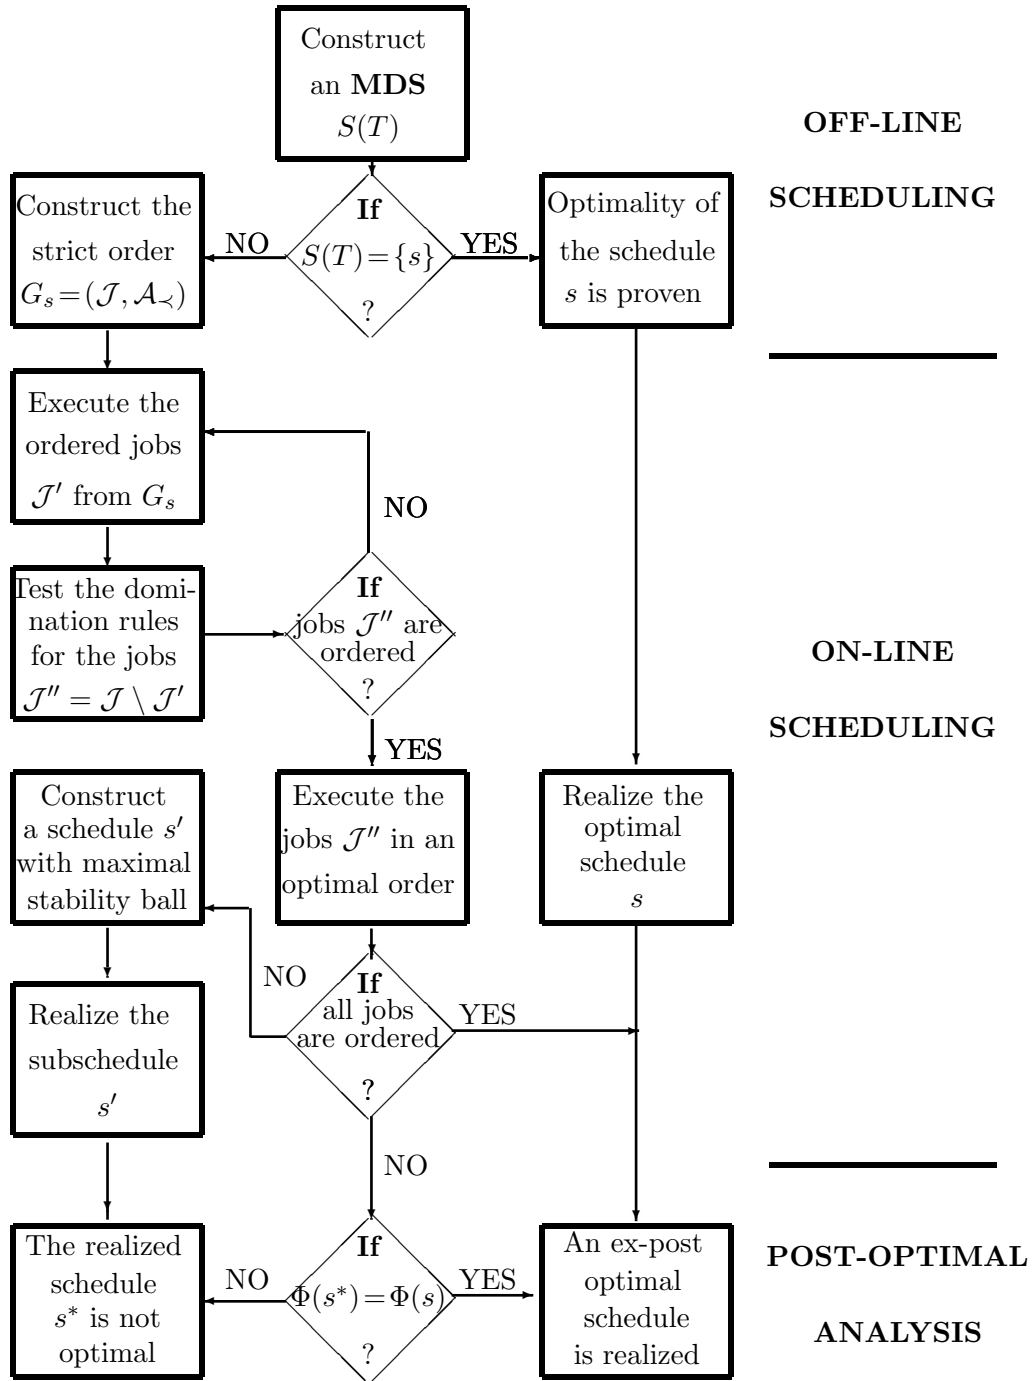 Construct
an MDS
S(T)
OFF-LINE
SCHEDULING
Construct the
strict order
G_s=(𝒥, 𝒜_≺)
NO
If
S(T)={s}
?
YES
Optimality of
the schedule
s is proven
Execute the
ordered jobs
𝒥′ from G_s
NO
Test the domi-
nation rules
for the jobs
𝒥″ = 𝒥 \ 𝒥′
If
jobs 𝒥″ are
ordered
?
YES
ON-LINE
SCHEDULING
Construct
a schedule s′
with maximal
stability ball
Execute the
jobs 𝒥″ in an
optimal order
Realize the
optimal
schedule
s
NO
If
all jobs
are ordered
?
YES
Realize the
subschedule
s′
NO
The realized
schedule
s* is not
optimal
NO
If
Φ(s*)=Φ(s)
?
YES
An ex-post
optimal
schedule
is realized
POST-OPTIMAL
ANALYSIS